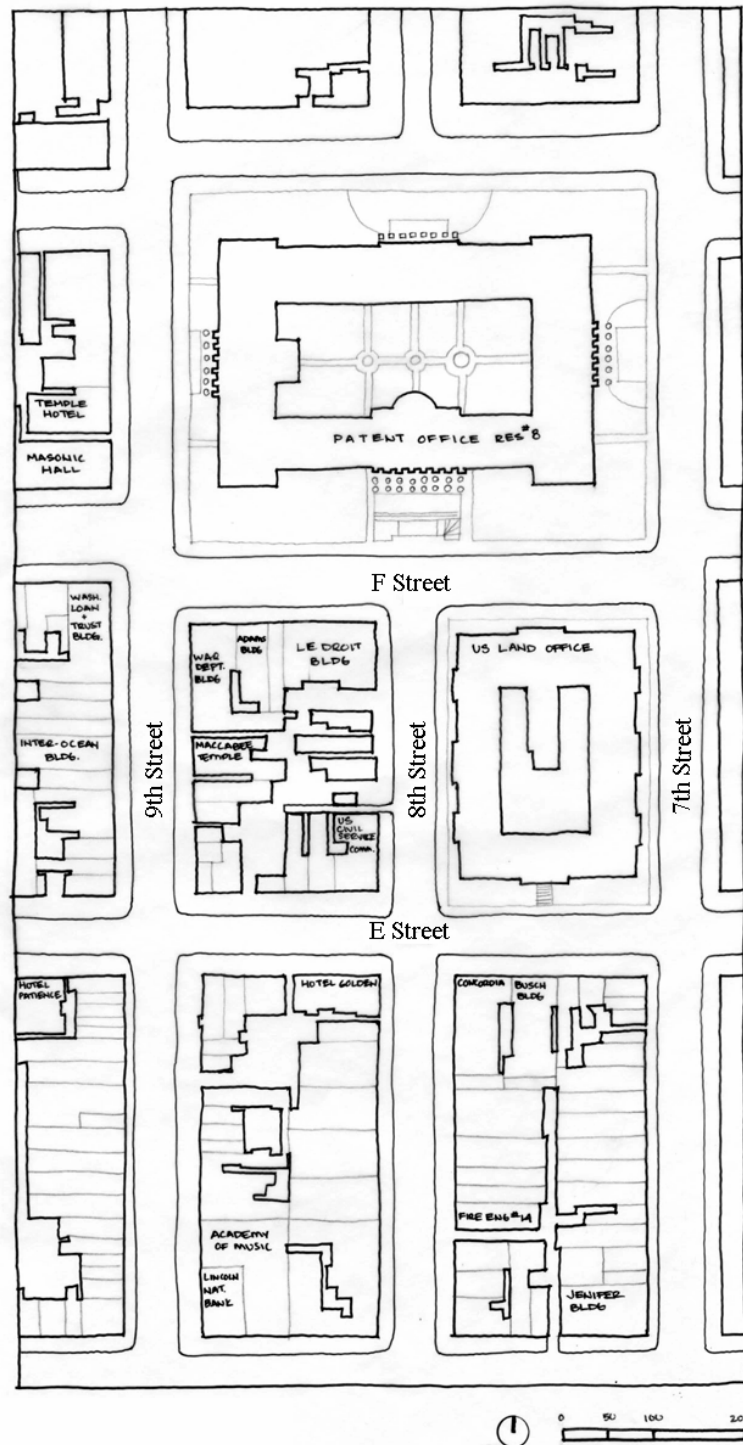 TEMPLE
HOTEL
MASONIC
HALL
PATENT OFFICE RES#8
F Street
WASH.
LOAN
+
TRUST
BLDG.
WAR
DEPT.
BLDG
ADAMS
BLDG
LE DROIT
BLDG
US LAND OFFICE
INTER-OCEAN
BLDG.
9th Street
MACCABEE
TEMPLE
8th Street
7th Street
US
CIVIL
SERVICE
COMM.
E Street
HOTEL
PATIENCE
HOTEL GOLDEN
CONCORDIA
BUSCH
BLDG
FIRE ENG #14
ACADEMY
OF MUSIC
LINCOLN
NAT.
BANK
JENIFER
BLDG
0 50 100